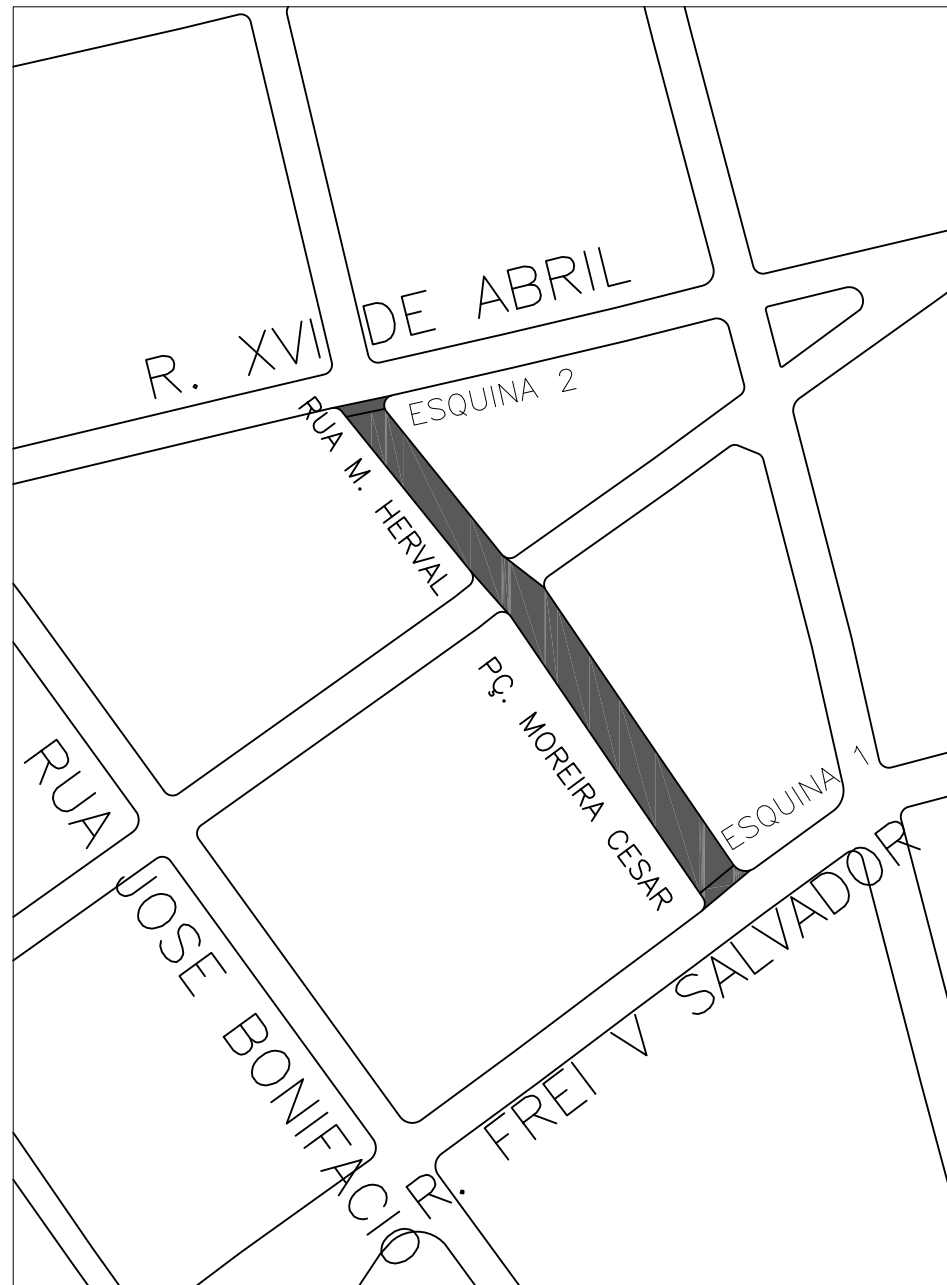 R. XVI DE ABRIL
ESQUINA 2
RUA M. HERVAL
PÇ. MOREIRA CESAR
ESQUINA 1
RUA JOSE BONIFACIO
R. FREI V SALVADOR